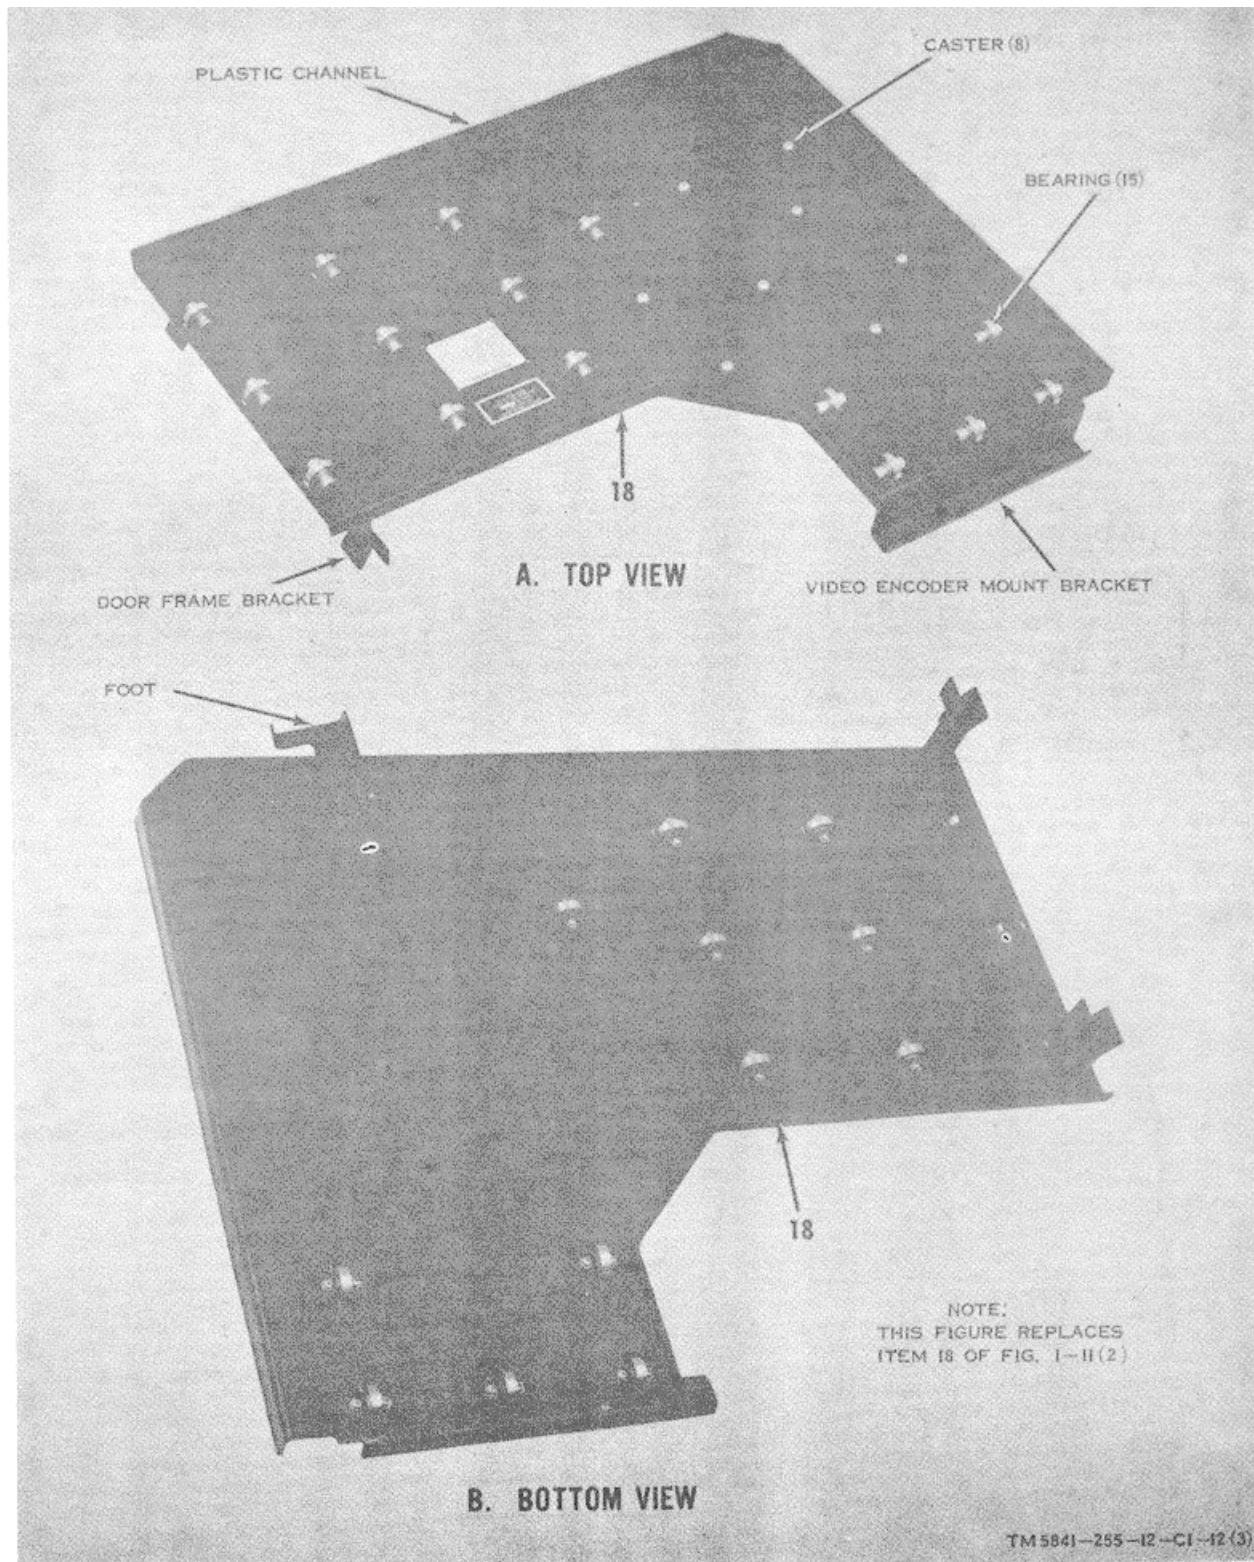 PLASTIC CHANNEL
CASTER (8)
BEARING (15)
18
A. TOP VIEW
DOOR FRAME BRACKET
VIDEO ENCODER MOUNT BRACKET
FOOT
18
NOTE:
THIS FIGURE REPLACES
ITEM 18 OF FIG. 1-11(2)
B. BOTTOM VIEW
TM 5841-255-12-C1-12(3)